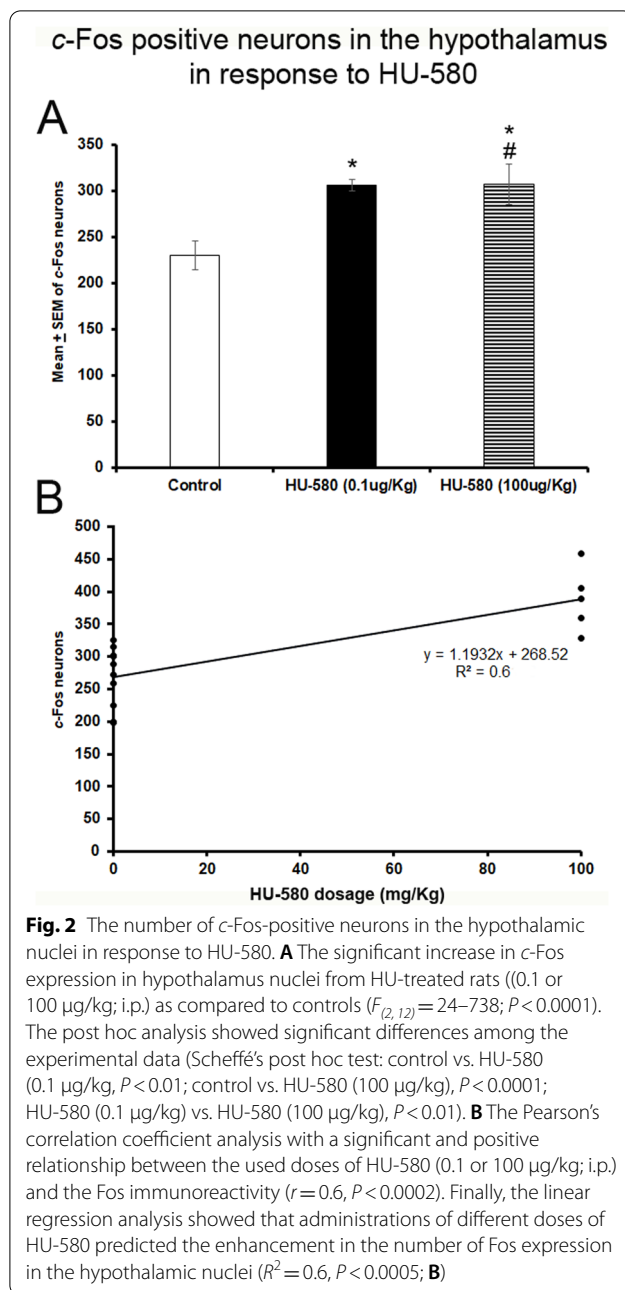 c-Fos positive neurons in the hypothalamus
in response to HU-580
A
350
300
250
200
150
100
50
0
Mean ± SEM of c-Fos neurons
*
*
#
Control
HU-580 (0.1ug/Kg)
HU-580 (100ug/Kg)
B
500
450
400
350
300
250
200
150
100
50
0
c-Fos neurons
y = 1.1932x + 268.52
R² = 0.6
0
20
40
60
80
100
HU-580 dosage (mg/Kg)
Fig. 2 The number of c-Fos-positive neurons in the hypothalamic
nuclei in response to HU-580. A The significant increase in c-Fos
expression in hypothalamus nuclei from HU-treated rats ((0.1 or
100 μg/kg; i.p.) as compared to controls (F(2, 12) = 24–738; P < 0.0001).
The post hoc analysis showed significant differences among the
experimental data (Scheffé's post hoc test: control vs. HU-580
(0.1 μg/kg, P < 0.01; control vs. HU-580 (100 μg/kg), P < 0.0001;
HU-580 (0.1 μg/kg) vs. HU-580 (100 μg/kg), P < 0.01). B The Pearson's
correlation coefficient analysis with a significant and positive
relationship between the used doses of HU-580 (0.1 or 100 μg/kg; i.p.)
and the Fos immunoreactivity (r = 0.6, P < 0.0002). Finally, the linear
regression analysis showed that administrations of different doses of
HU-580 predicted the enhancement in the number of Fos expression
in the hypothalamic nuclei (R² = 0.6, P < 0.0005; B)